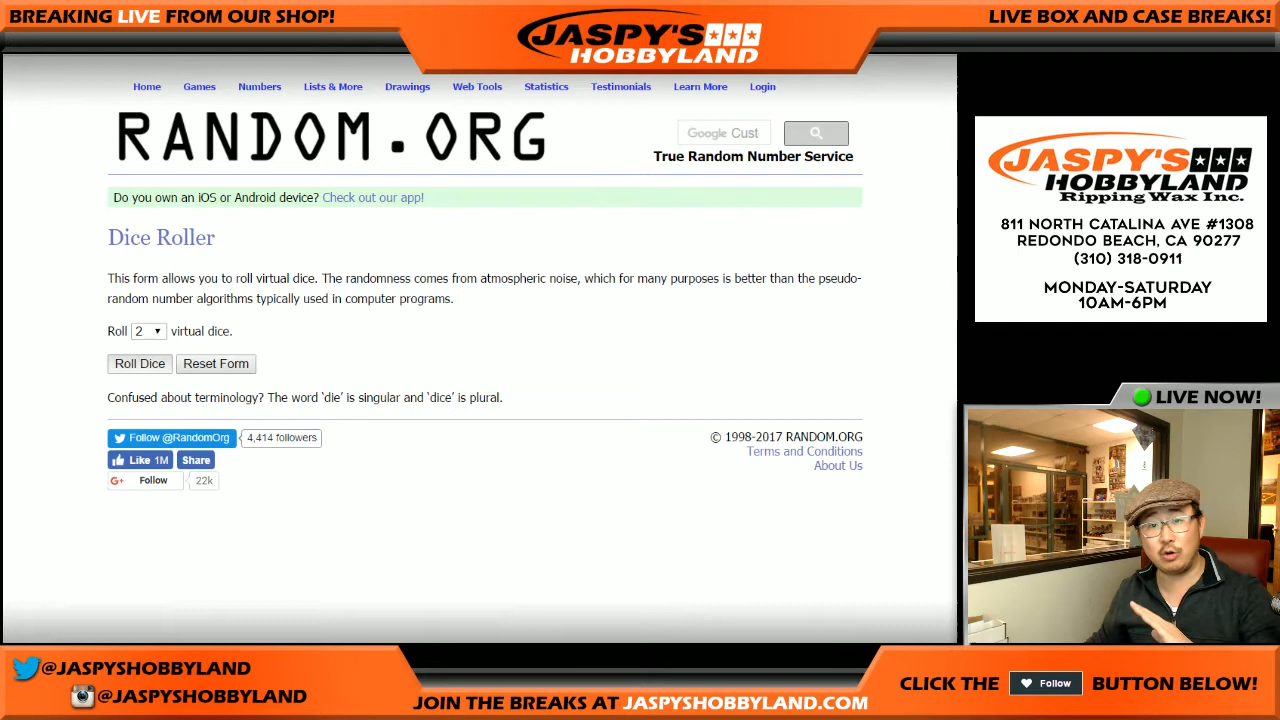 BREAKING LIVE FROM OUR SHOP!
JASPY'S
HOBBYLAND
LIVE BOX AND CASE BREAKS!
Home Games Numbers Lists & More Drawings Web Tools Statistics Testimonials Learn More Login
RANDOM.ORG
Google Cust
True Random Number Service
Do you own an iOS or Android device? Check out our app!
Dice Roller
This form allows you to roll virtual dice. The randomness comes from atmospheric noise, which for many purposes is better than the pseudo-
random number algorithms typically used in computer programs.
Roll 2 virtual dice.
Roll Dice Reset Form
Confused about terminology? The word ‘die’ is singular and ‘dice’ is plural.
Follow @RandomOrg 4,414 followers
Like 1M Share
G+ Follow 22k
© 1998-2017 RANDOM.ORG
Terms and Conditions
About Us
JASPY'S
HOBBYLAND
Ripping Wax Inc.
811 NORTH CATALINA AVE #1308
REDONDO BEACH, CA 90277
(310) 318-0911
MONDAY-SATURDAY
10AM-6PM
LIVE NOW!
@JASPYSHOBBYLAND
@JASPYSHOBBYLAND
JOIN THE BREAKS AT JASPYSHOBBYLAND.COM
CLICK THE Follow BUTTON BELOW!